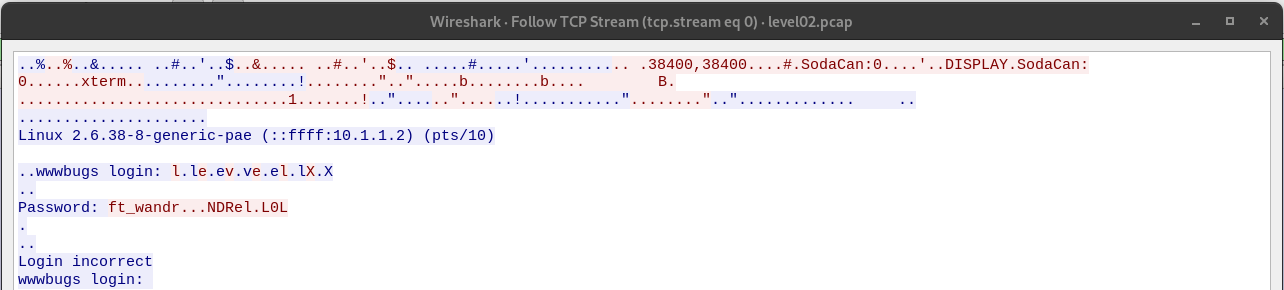 Wireshark · Follow TCP Stream (tcp.stream eq 0) · level02.pcap
..%..%..&..... ..#..'..$..&..... ..#..'..$.. .....#.....'........... .. .38400,38400....#.SodaCan:0....'..DISPLAY.SodaCan:
0......xterm.........."........!........"..".....b........b.... B.
..............................1.......!.."......"......!..........."........"..".............	..
.....................
Linux 2.6.38-8-generic-pae (::ffff:10.1.1.2) (pts/10)
..wwwbugs login: l.le.ev.ve.el.lX.X
..
Password: ft_wandr...NDRel.L0L
.
..
Login incorrect
wwwbugs login: